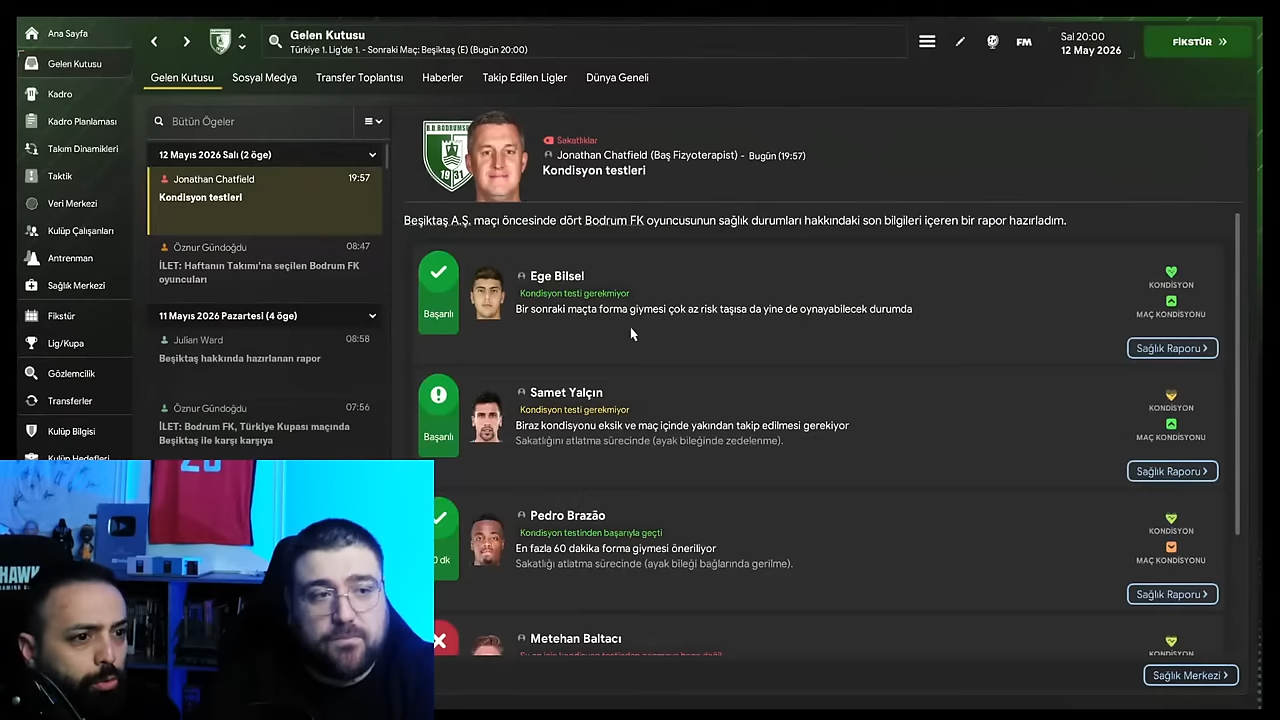 Ana Sayfa
Gelen Kutusu
Kadro
Kadro Planlaması
Takım Dinamikleri
Taktik
Veri Merkezi
Kulüp Çalışanları
Antrenman
Sağlık Merkezi
Fikstür
Lig/Kupa
Gözlemcilik
Transferler
Kulüp Bilgisi
Kulüp Hedefleri
Gelen Kutusu
Türkiye 1. Lig'de 1. - Sonraki Maç: Beşiktaş (E) (Bugün 20:00)
FM
Sal 20:00
12 May 2026
FİKSTÜR
Gelen Kutusu
Sosyal Medya
Transfer Toplantısı
Haberler
Takip Edilen Ligler
Dünya Geneli
Bütün Ögeler
12 Mayıs 2026 Salı (2 öge)
Jonathan Chatfield 19:57
Kondisyon testleri
Öznur Gündoğdu 08:47
İLET: Haftanın Takımı'na seçilen Bodrum FK
oyuncuları
11 Mayıs 2026 Pazartesi (4 öge)
Julian Ward 08:58
Beşiktaş hakkında hazırlanan rapor
Öznur Gündoğdu 07:56
İLET: Bodrum FK, Türkiye Kupası maçında
Beşiktaş ile karşı karşıya
B.B. BODRUMSP
1931
Sakatlıklar
Jonathan Chatfield (Baş Fizyoterapist) - Bugün (19:57)
Kondisyon testleri
Beşiktaş A.Ş. maçı öncesinde dört Bodrum FK oyuncusunun sağlık durumları hakkındaki son bilgileri içeren bir rapor hazırladım.
Başarılı
Ege Bilsel
Kondisyon testi gerekmiyor
Bir sonraki maçta forma giymesi çok az risk taşısa da yine de oynayabilecek durumda
KONDİSYON
MAÇ KONDİSYONU
Sağlık Raporu
Başarılı
Samet Yalçın
Kondisyon testi gerekmiyor
Biraz kondisyonu eksik ve maç içinde yakından takip edilmesi gerekiyor
Sakatlığını atlatma sürecinde (ayak bileğinde zedelenme).
KONDİSYON
MAÇ KONDİSYONU
Sağlık Raporu
dk
Pedro Brazão
Kondisyon testinden başarıyla geçti
En fazla 60 dakika forma giymesi öneriliyor
Sakatlığı atlatma sürecinde (ayak bileği bağlarında gerilme).
KONDİSYON
MAÇ KONDİSYONU
Sağlık Raporu
Metehan Baltacı
KONDİSYON
Sağlık Merkezi
HAWK